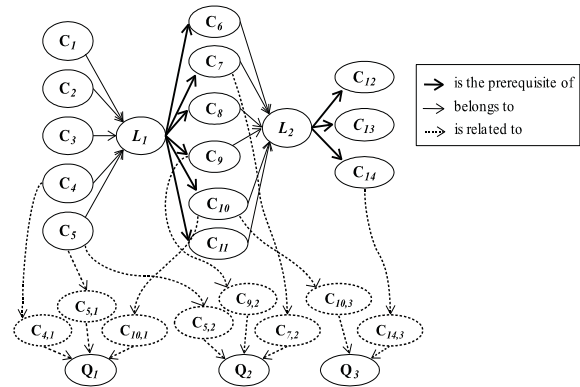 C6
C1
C7
C12
is the prerequisite of
C2
belongs to
C8
C3
L1
L2
C13
is related to
C9
C4
C14
C10
C5
C11
C9,2
C10,3
C5,1
C4,1
C10,1
C5,2
C7,2
C14,3
Q1
Q2
Q3